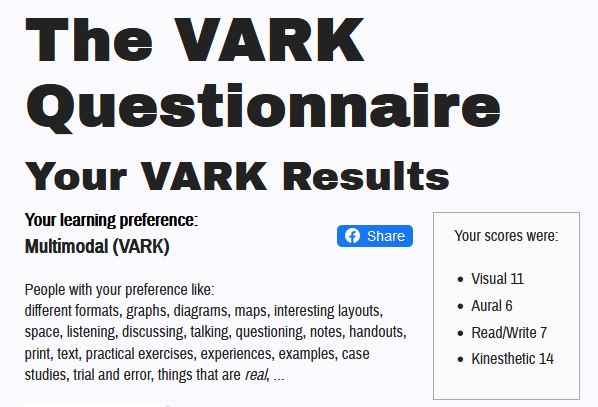 The VARK
Questionnaire
Your VARK Results
Your learning preference:
Multimodal (VARK)
Share
People with your preference like:
different formats, graphs, diagrams, maps, interesting layouts,
space, listening, discussing, talking, questioning, notes, handouts,
print, text, practical exercises, experiences, examples, case
studies, trial and error, things that are real, ...
Your scores were:
• Visual 11
• Aural 6
• Read/Write 7
• Kinesthetic 14